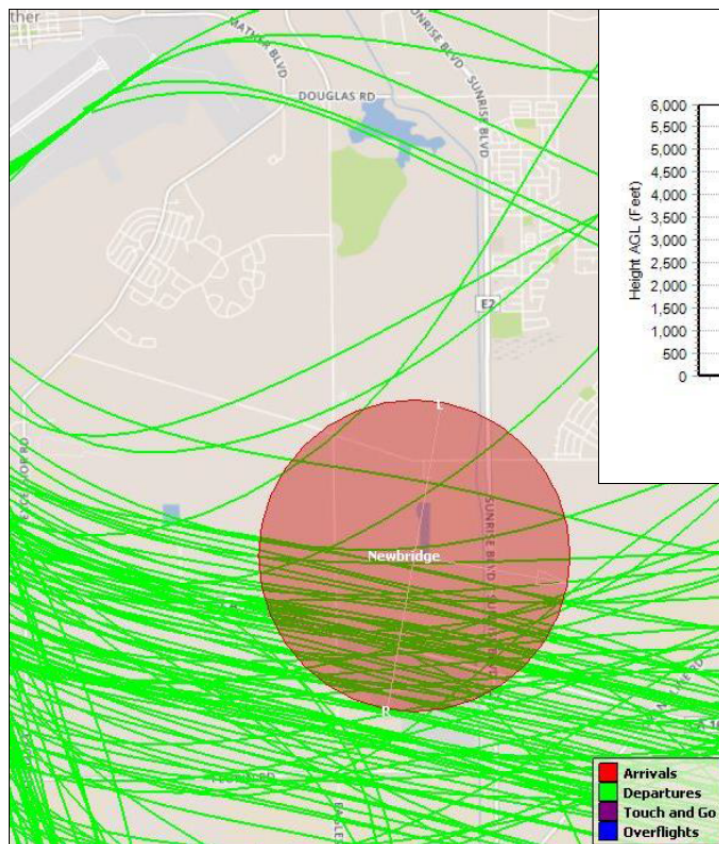 ther
MATHER BLVD
SUNRISE BLVD
SUNRISE BLVD
DOUGLAS RD
E2
6,000
5,500
5,000
4,500
4,000
3,500
3,000
2,500
2,000
1,500
1,000
500
0
Height AGL (Feet)
L
Newbridge
SUNRISE BLVD
R
Arrivals
Departures
Touch and Go
Overflights